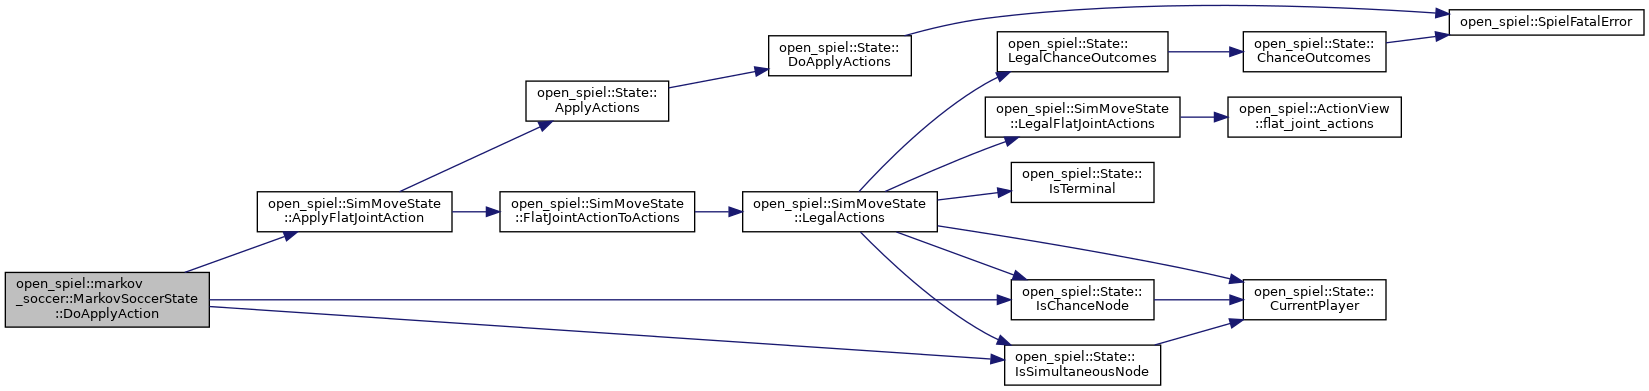 open_spiel::markov
_soccer::MarkovSoccerState
::DoApplyAction
open_spiel::SimMoveState
::ApplyFlatJointAction
open_spiel::State::
ApplyActions
open_spiel::State::
DoApplyActions
open_spiel::SpielFatalError
open_spiel::SimMoveState
::FlatJointActionToActions
open_spiel::SimMoveState
::LegalActions
open_spiel::State::
LegalChanceOutcomes
open_spiel::State::
ChanceOutcomes
open_spiel::SimMoveState
::LegalFlatJointActions
open_spiel::ActionView
::flat_joint_actions
open_spiel::State::
IsTerminal
open_spiel::State::
IsChanceNode
open_spiel::State::
CurrentPlayer
open_spiel::State::
IsSimultaneousNode